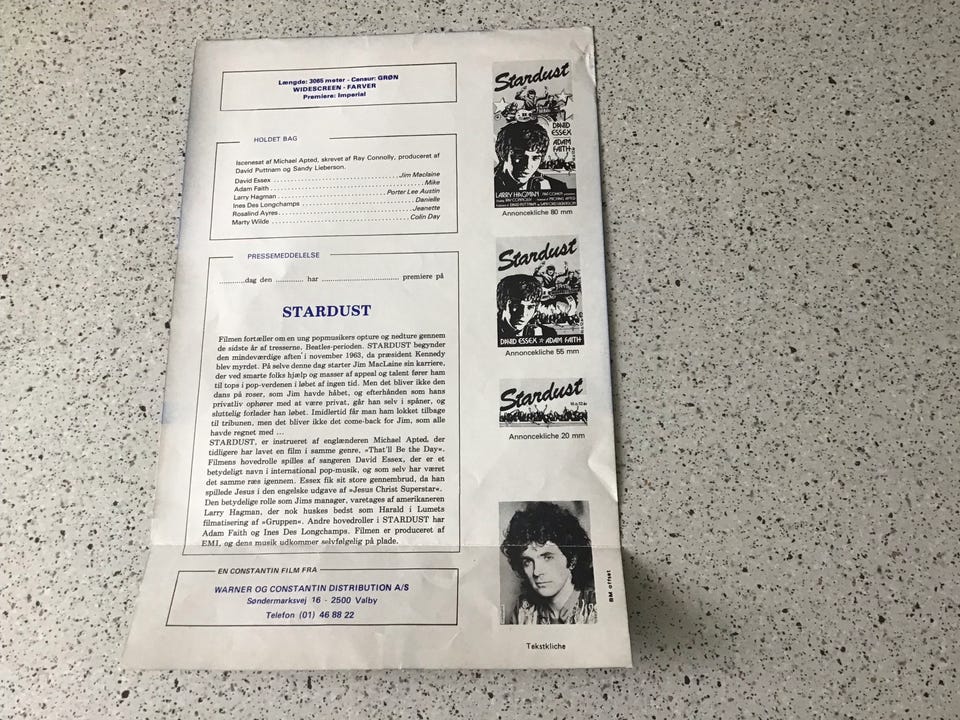 Længde: 3065 meter - Censur: GRØN
WIDESCREEN - FARVER
Premiere: Imperial
HOLDET BAG
Iscenesat af Michael Apted, skrevet af Ray Connolly, produceret af
David Puttnam og Sandy Lieberson.
David Essex ..... Jim Maclaine
Adam Faith ..... Mike
Larry Hagman ..... Porter Lee Austin
Ines Des Longchamps ..... Danielle
Rosalind Ayres ..... Jeanette
Marty Wilde ..... Colin Day
PRESSEMEDDELELSE
............dag den ............. har ..................................... premiere på
STARDUST
Filmen fortæller om en ung popmusikers opture og nedture gennem
de sidste år af tresserne, Beatles-perioden. STARDUST begynder
den mindeværdige aften i november 1963, da præsident Kennedy
blev myrdet. På selve denne dag starter Jim MacLaine sin karriere,
der ved smarte folks hjælp og masser af appeal og talent fører ham
til tops i pop-verdenen i løbet af ingen tid. Men det bliver ikke den
dans på roser, som Jim havde håbet, og efterhånden som hans
privatliv ophører med at være privat, går han selv i spåner, og
sluttelig forlader han løbet. Imidlertid får man ham lokket tilbage
til tribunen, men det bliver ikke det come-back for Jim, som alle
havde regnet med ...
STARDUST, er instrueret af englænderen Michael Apted, der
tidligere har lavet en film i samme genre, »That'll Be the Day«.
Filmens hovedrolle spilles af sangeren David Essex, der er et
betydeligt navn i international pop-musik, og som selv har været
det samme ræs igennem. Essex fik sit store gennembrud, da han
spillede Jesus i den engelske udgave af »Jesus Christ Superstar«.
Den betydelige rolle som Jims manager, varetages af amerikaneren
Larry Hagman, der nok huskes bedst som Harald i Lumets
filmatisering af »Gruppen«. Andre hovedroller i STARDUST har
Adam Faith og Ines Des Longchamps. Filmen er produceret af
EMI, og dens musik udkommer selvfølgelig på plade.
EN CONSTANTIN FILM FRA
WARNER OG CONSTANTIN DISTRIBUTION A/S
Søndermarksvej 16 - 2500 Valby
Telefon (01) 46 88 22
Stardust
DAVID
ESSEX
ADAM
FAITH
LARRY HAGMAN
Annoncekliche 80 mm
Stardust
DAVID ESSEX ★ ADAM FAITH
Annoncekliche 55 mm
Stardust
Annoncekliche 20 mm
BM offset
Tekstkliche